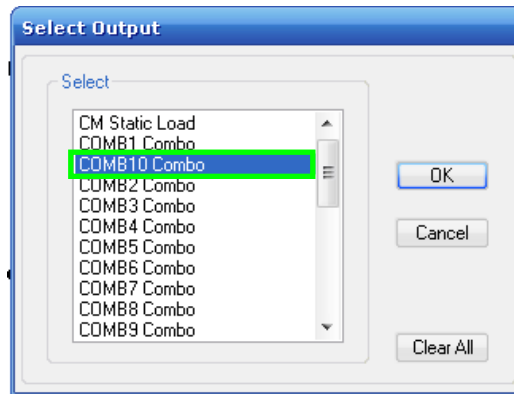 Select Output
Select
CM Static Load
COMB1 Combo
COMB10 Combo
COMB2 Combo
COMB3 Combo
COMB4 Combo
COMB5 Combo
COMB6 Combo
COMB7 Combo
COMB8 Combo
COMB9 Combo
OK
Cancel
Clear All